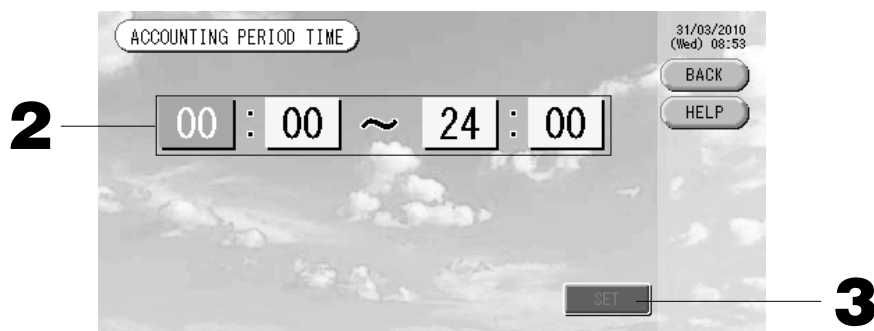 ACCOUNTING PERIOD TIME
31/03/2010
(Wed) 08:53
BACK
HELP
2
00 : 00 ～ 24 : 00
SET
3